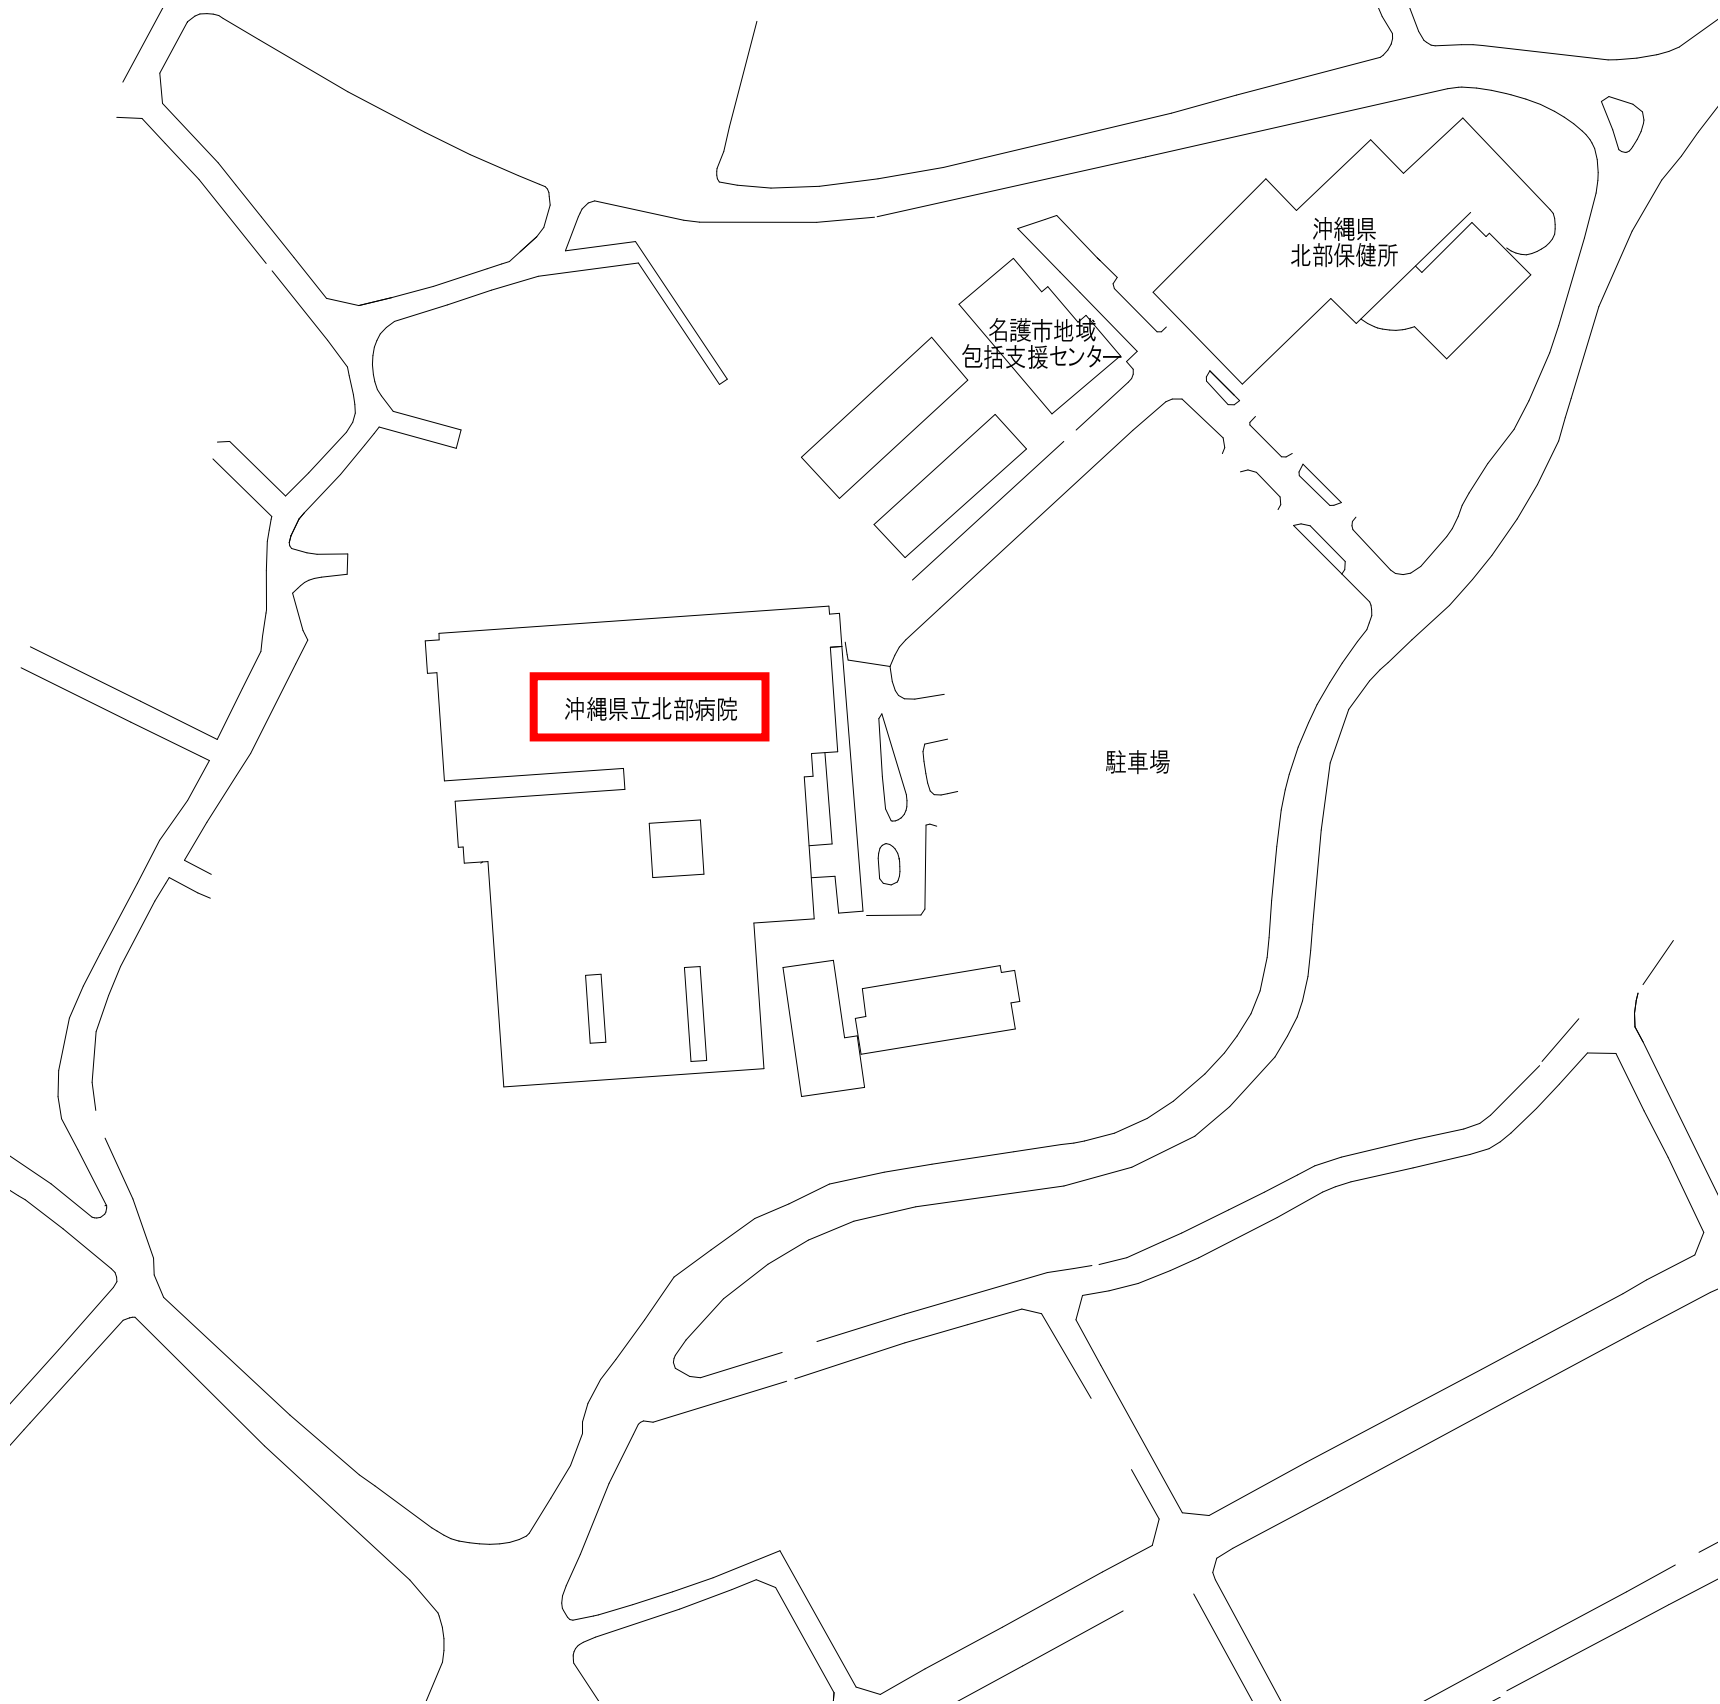 沖縄県
北部保健所
名護市地域
包括支援センター
沖縄県立北部病院
駐車場